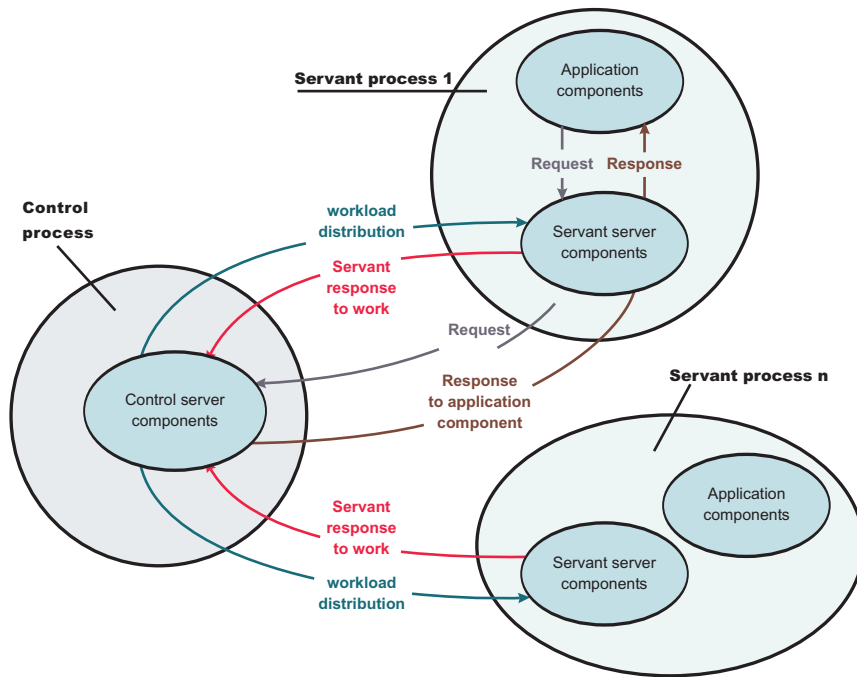 Servant process 1
Application
components
Request
Response
Control
process
workload
distribution
Servant server
components
Servant
response
to work
Request
Control server
components
Response
to application
component
Servant process n
Application
components
Servant
response
to work
Servant server
components
workload
distribution